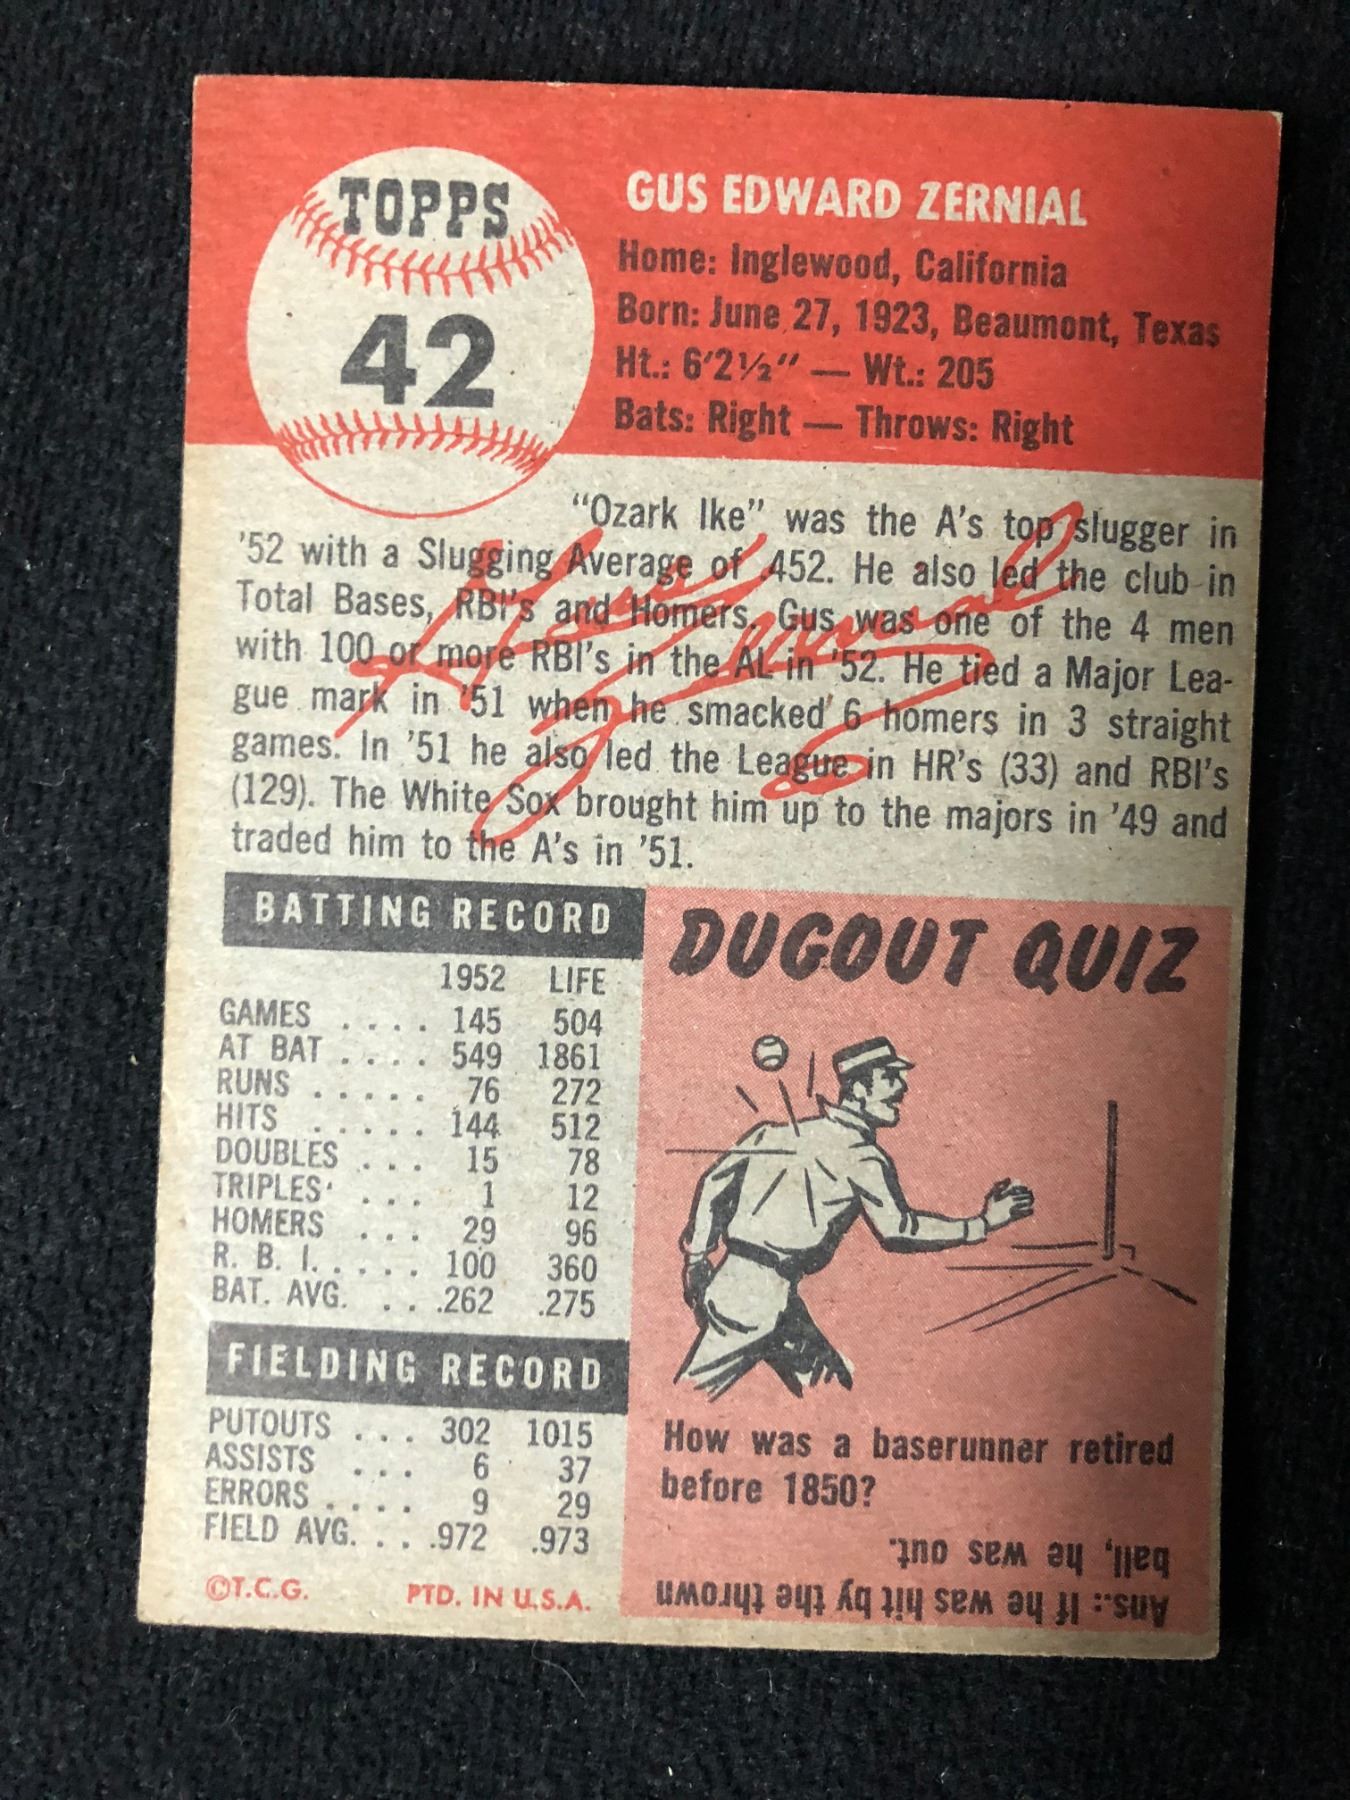 TOPPS
42
GUS EDWARD ZERNIAL
Home: Inglewood, California
Born: June 27, 1923, Beaumont, Texas
Ht.: 6'2½" — Wt.: 205
Bats: Right — Throws: Right
"Ozark Ike" was the A's top slugger in
'52 with a Slugging Average of .452. He also led the club in
Total Bases, RBI's and Homers. Gus was one of the 4 men
with 100 or more RBI's in the AL in '52. He tied a Major Lea-
gue mark in '51 when he smacked 6 homers in 3 straight
games. In '51 he also led the League in HR's (33) and RBI's
(129). The White Sox brought him up to the majors in '49 and
traded him to the A's in '51.
Gus Zernial
BATTING RECORD
1952 LIFE
GAMES .... 145 504
AT BAT .... 549 1861
RUNS ..... 76 272
HITS ..... 144 512
DOUBLES ... 15 78
TRIPLES ... 1 12
HOMERS ... 29 96
R. B. I. .... 100 360
BAT. AVG. ... .262 .275
FIELDING RECORD
PUTOUTS ... 302 1015
ASSISTS ... 6 37
ERRORS .... 9 29
FIELD AVG. ... .972 .973
©T.C.G. PTD. IN U.S.A.
DUGOUT QUIZ
How was a baserunner retired
before 1850?
Ans.: If he was hit by the thrown
ball, he was out.